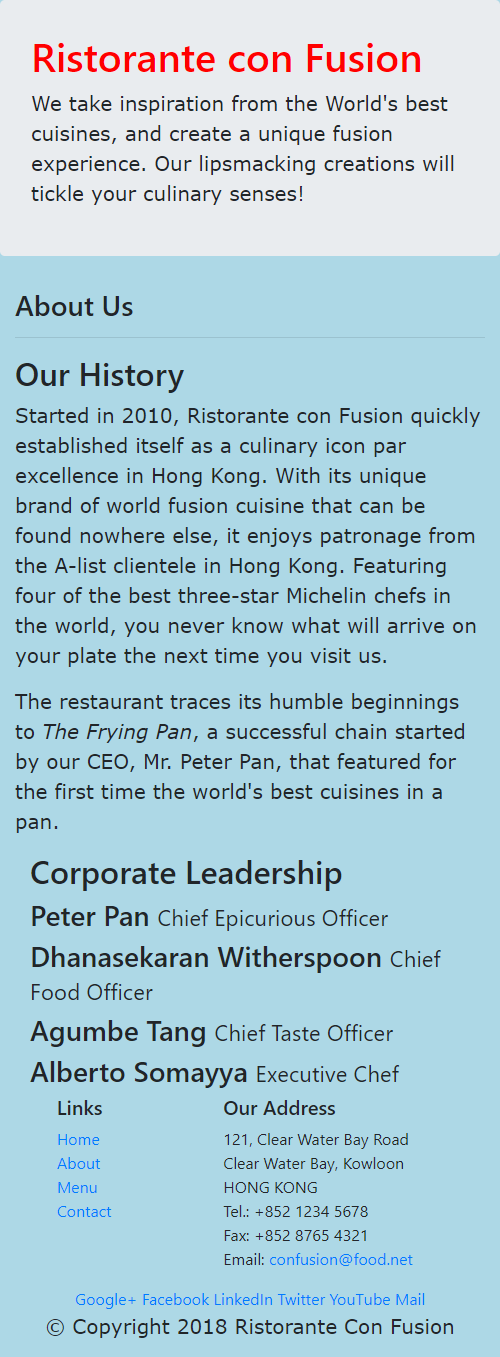 Ristorante con Fusion
We take inspiration from the World's best
cuisines, and create a unique fusion
experience. Our lipsmacking creations will
tickle your culinary senses!
About Us
Our History
Started in 2010, Ristorante con Fusion quickly
established itself as a culinary icon par
excellence in Hong Kong. With its unique
brand of world fusion cuisine that can be
found nowhere else, it enjoys patronage from
the A-list clientele in Hong Kong. Featuring
four of the best three-star Michelin chefs in
the world, you never know what will arrive on
your plate the next time you visit us.
The restaurant traces its humble beginnings
to The Frying Pan, a successful chain started
by our CEO, Mr. Peter Pan, that featured for
the first time the world's best cuisines in a
pan.
Corporate Leadership
Peter Pan Chief Epicurious Officer
Dhanasekaran Witherspoon Chief
Food Officer
Agumbe Tang Chief Taste Officer
Alberto Somayya Executive Chef
Links
Home
About
Menu
Contact
Our Address
121, Clear Water Bay Road
Clear Water Bay, Kowloon
HONG KONG
Tel.: +852 1234 5678
Fax: +852 8765 4321
Email: confusion@food.net
Google+ Facebook LinkedIn Twitter YouTube Mail
© Copyright 2018 Ristorante Con Fusion